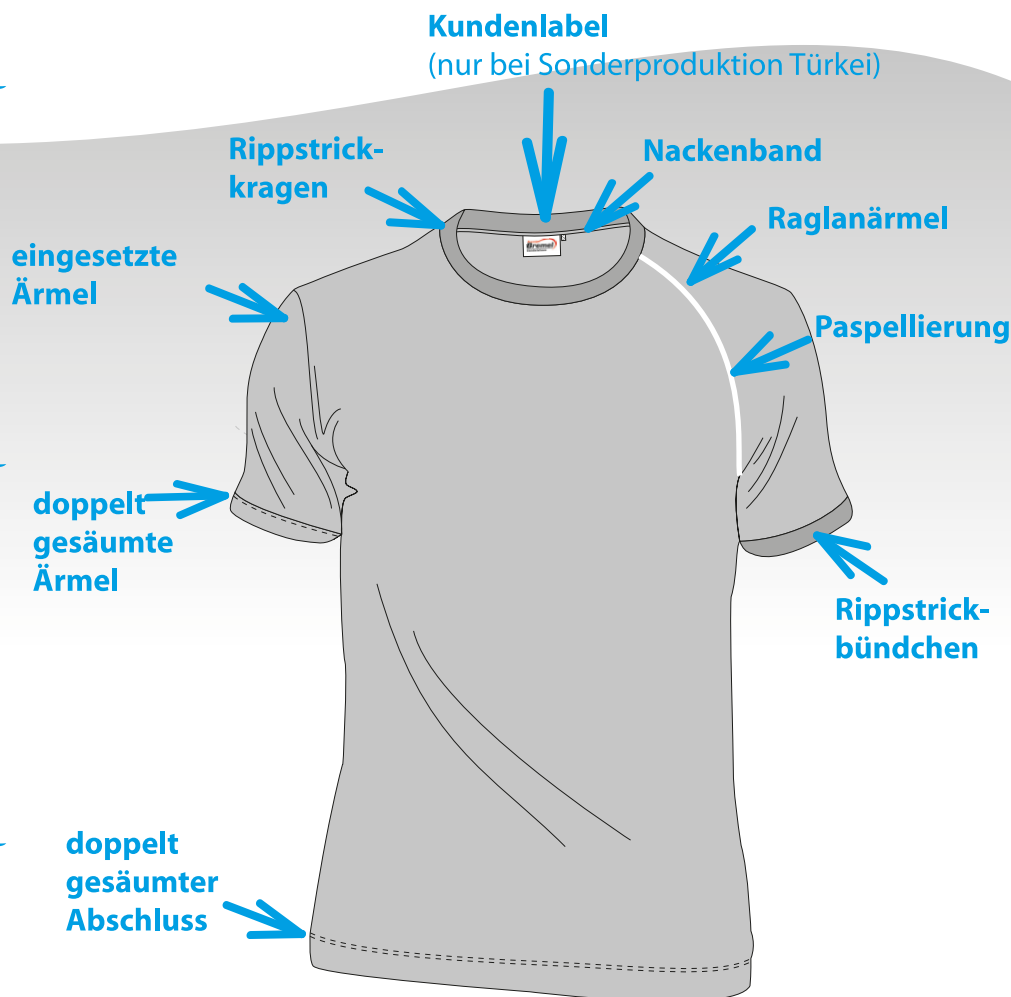 Kundenlabel
(nur bei Sonderproduktion Türkei)
Rippstrick-
kragen
Nackenband
Raglanärmel
eingesetzte
Ärmel
Bremel
Paspellierung
doppelt
gesäumte
Ärmel
Rippstrick-
bündchen
doppelt
gesäumter
Abschluss